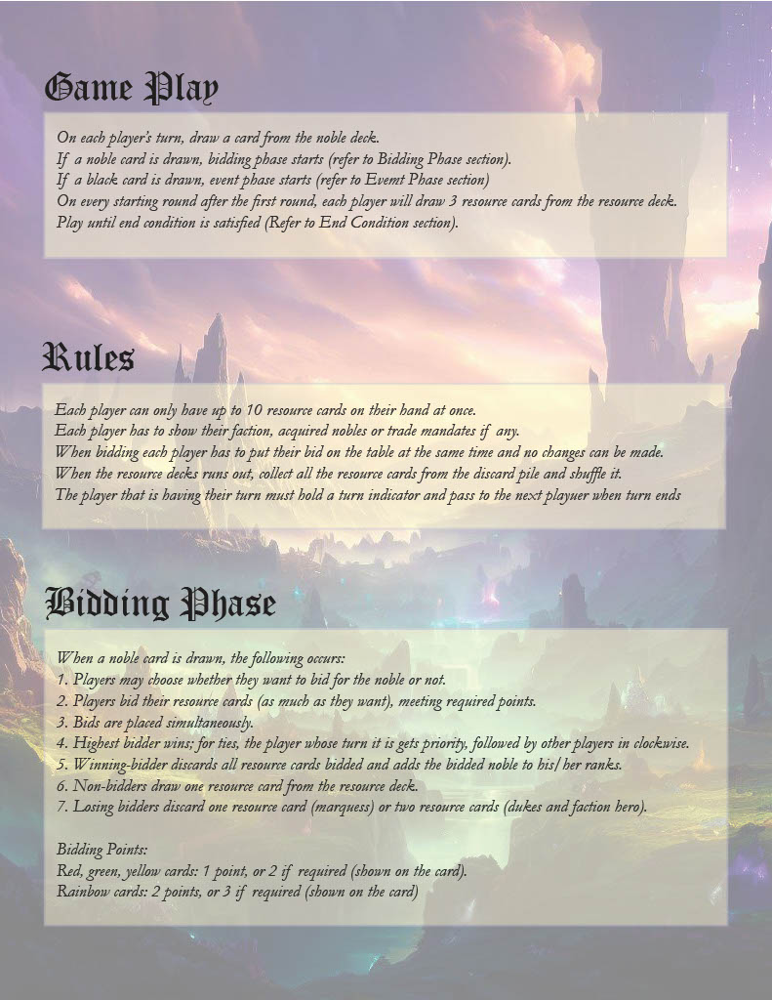 Game Play
On each player's turn, draw a card from the noble deck.
If a noble card is drawn, bidding phase starts (refer to Bidding Phase section).
If a black card is drawn, event phase starts (refer to Evemt Phase section)
On every starting round after the first round, each player will draw 3 resource cards from the resource deck.
Play until end condition is satisfied (Refer to End Condition section).
Rules
Each player can only have up to 10 resource cards on their hand at once.
Each player has to show their faction, acquired nobles or trade mandates if any.
When bidding each player has to put their bid on the table at the same time and no changes can be made.
When the resource decks runs out, collect all the resource cards from the discard pile and shuffle it.
The player that is having their turn must hold a turn indicator and pass to the next playuer when turn ends
Bidding Phase
When a noble card is drawn, the following occurs:
1. Players may choose whether they want to bid for the noble or not.
2. Players bid their resource cards (as much as they want), meeting required points.
3. Bids are placed simultaneously.
4. Highest bidder wins; for ties, the player whose turn it is gets priority, followed by other players in clockwise.
5. Winning-bidder discards all resource cards bidded and adds the bidded noble to his/her ranks.
6. Non-bidders draw one resource card from the resource deck.
7. Losing bidders discard one resource card (marquess) or two resource cards (dukes and faction hero).
Bidding Points:
Red, green, yellow cards: 1 point, or 2 if required (shown on the card).
Rainbow cards: 2 points, or 3 if required (shown on the card)